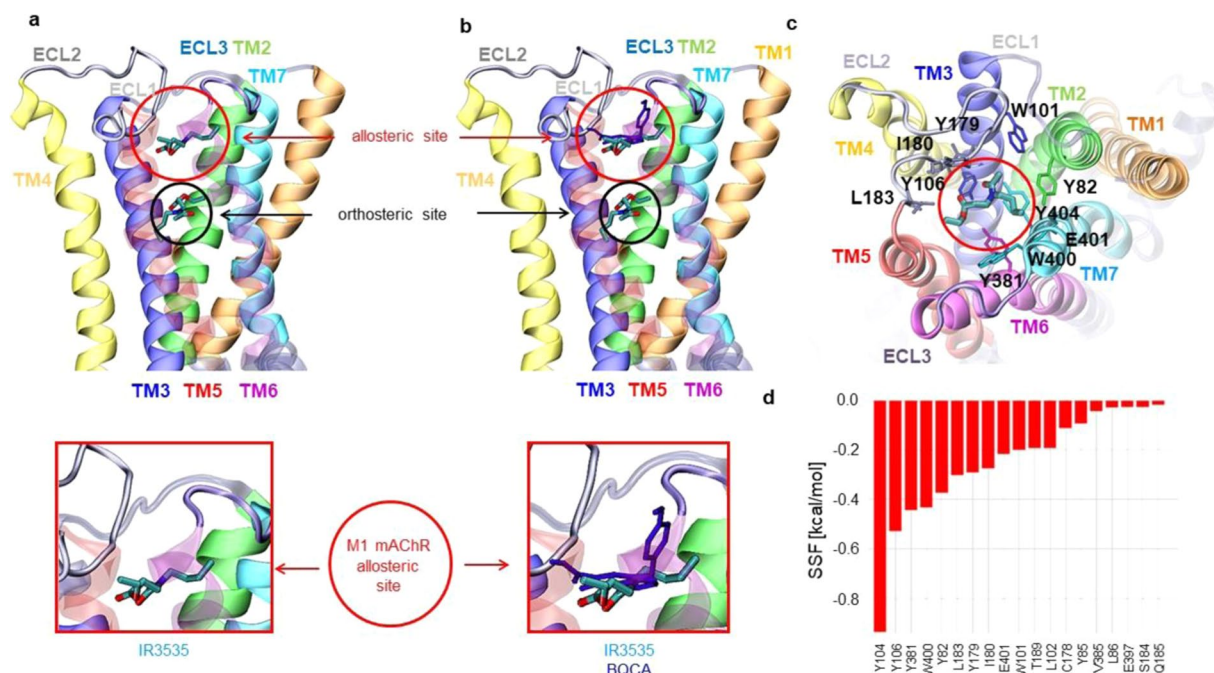 a
ECL2
ECL3 TM2
TM7
ECL1
TM4
TM3 TM5 TM6
allosteric site
orthosteric site
b
ECL2
ECL3 TM2
TM1
TM7
ECL1
TM4
TM3 TM5 TM6
c
ECL1
ECL2
TM3
W101
TM2
Y179
TM1
I180
TM4
Y106
Y82
L183
Y404
E401
TM5
W400
TM7
Y381
TM6
ECL3
IR3535
M1 mAChR
allosteric
site
IR3535
BQCA
d
SSF [kcal/mol]
0.0
-0.2
-0.4
-0.6
-0.8
Y104
Y106
Y381
W400
Y82
L183
Y179
I180
E401
W101
T189
L102
C178
Y85
V385
L86
E397
S184
Q185